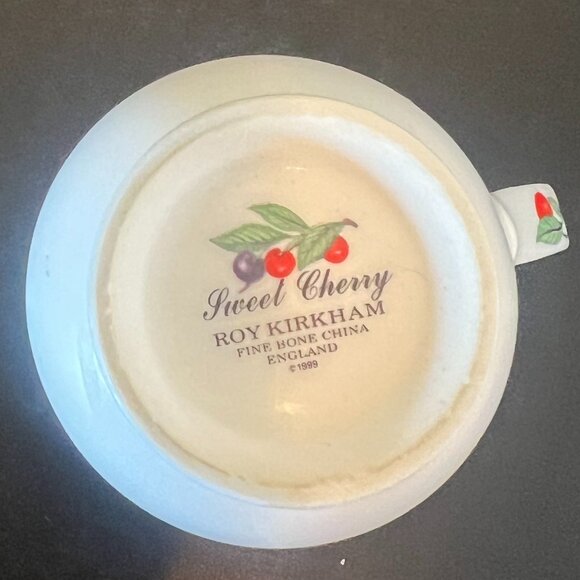 Sweet Cherry
ROY KIRKHAM
FINE BONE CHINA
ENGLAND
©1999